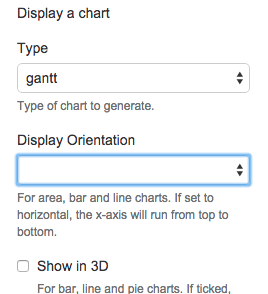 Display a chart
Type
gantt
Type of chart to generate.
Display Orientation
For area, bar and line charts. If set to
horizontal, the x-axis will run from top to
bottom.
Show in 3D
For bar, line and pie charts. If ticked,